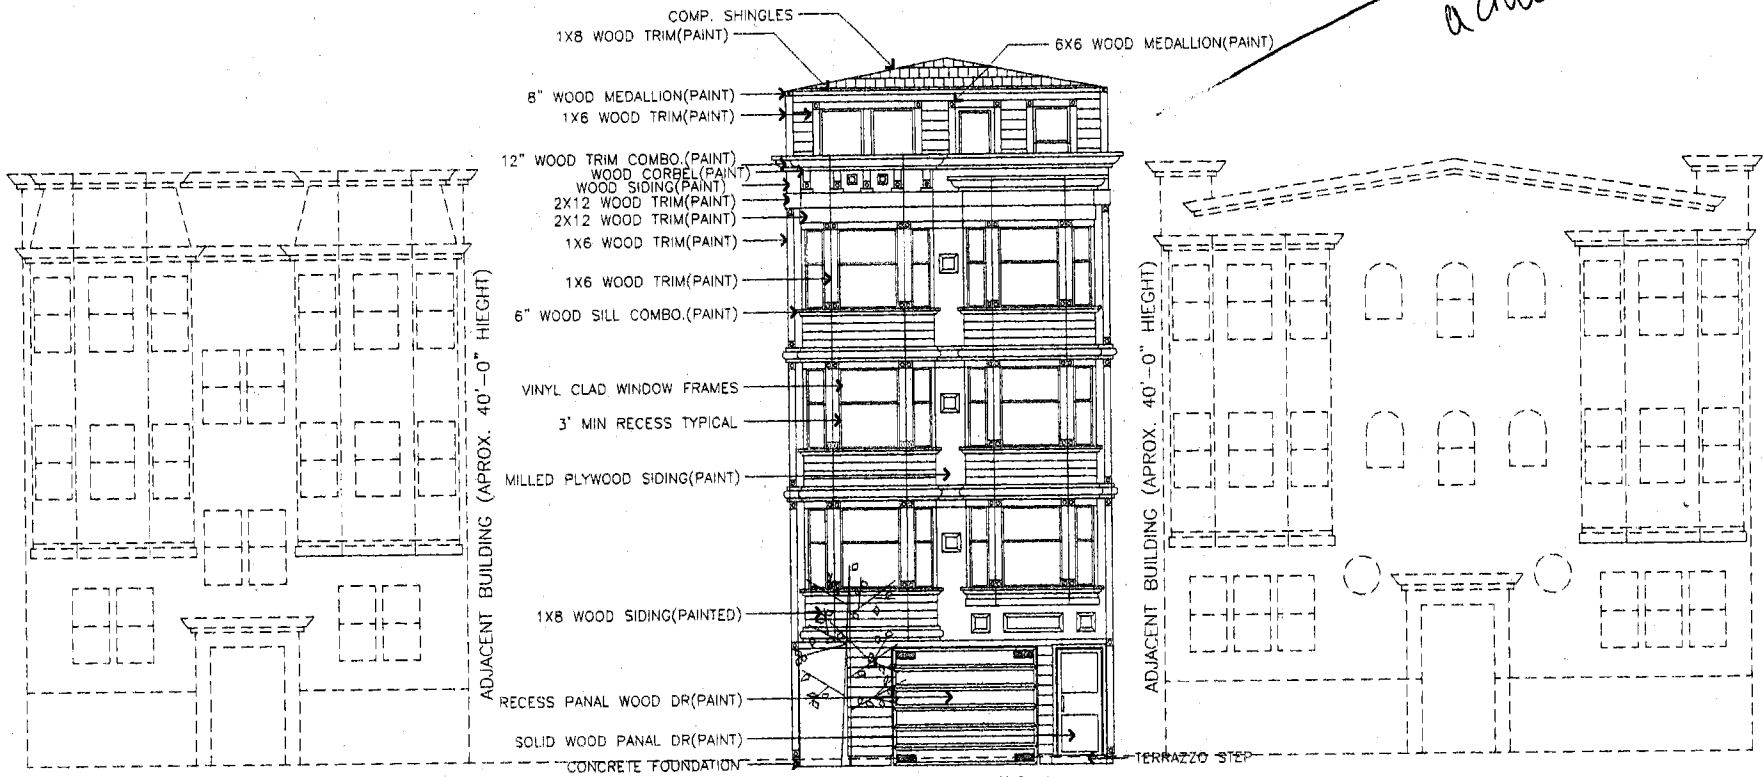 COMP. SHINGLES
1X8 WOOD TRIM(PAINT)
6X6 WOOD MEDALLION(PAINT)
8" WOOD MEDALLION(PAINT)
1X6 WOOD TRIM(PAINT)
12" WOOD TRIM COMBO.(PAINT)
WOOD CORBEL(PAINT)
WOOD SIDING(PAINT)
2X12 WOOD TRIM(PAINT)
2X12 WOOD TRIM(PAINT)
1X6 WOOD TRIM(PAINT)
1X6 WOOD TRIM(PAINT)
6" WOOD SILL COMBO.(PAINT)
VINYL CLAD WINDOW FRAMES
3' MIN RECESS TYPICAL
MILLED PLYWOOD SIDING(PAINT)
1X8 WOOD SIDING(PAINTED)
RECESS PANAL WOOD DR(PAINT)
SOLID WOOD PANAL DR(PAINT)
CONCRETE FOUNDATION
TERRAZZO STEP
ADJACENT BUILDING (APROX. 40'-0" HIEGHT)
ADJACENT BUILDING (APROX. 40'-0" HIEGHT)